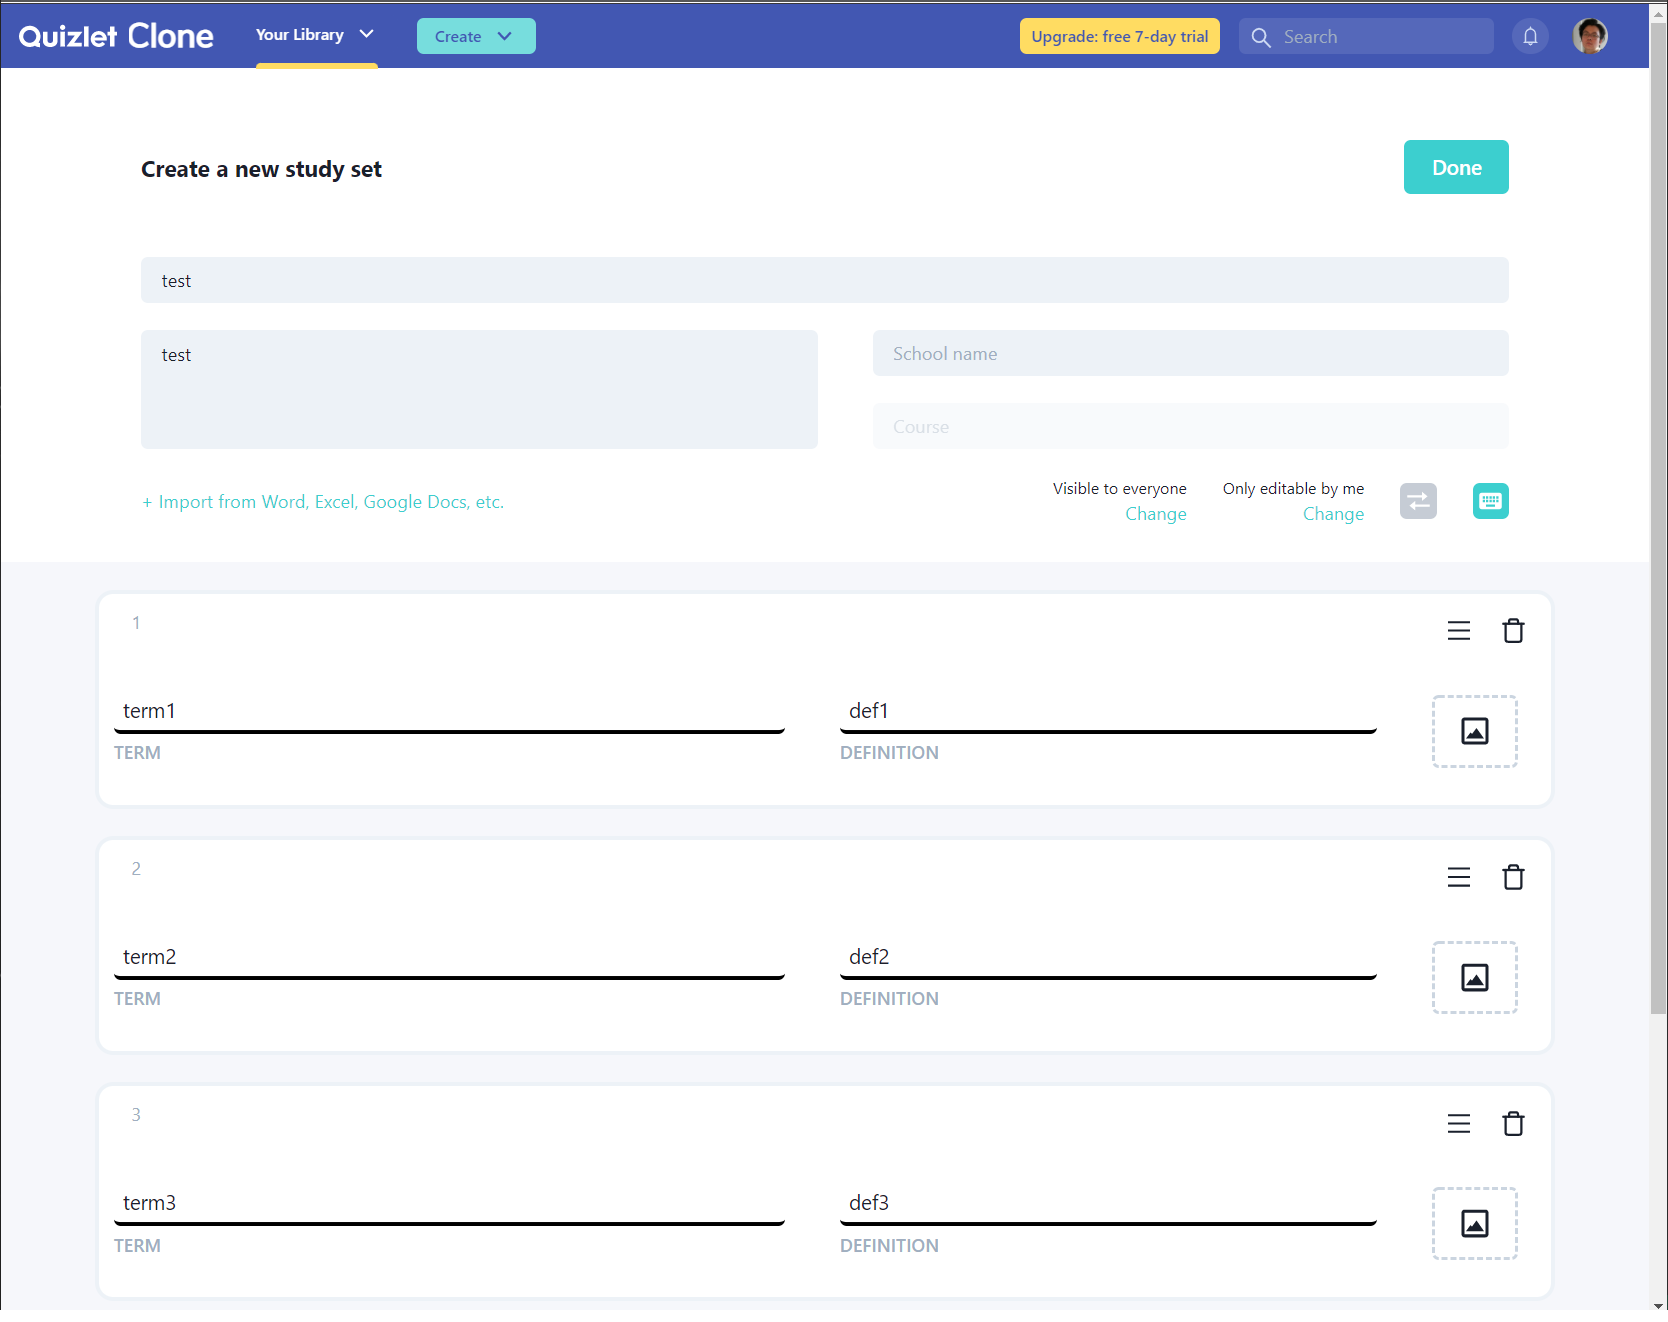 Quizlet Clone Your Library Create Upgrade: free 7-day trial Search
Create a new study set Done
test
test
School name
Course
+ Import from Word, Excel, Google Docs, etc.
Visible to everyone Only editable by me
Change Change
1
term1 def1
TERM DEFINITION
2
term2 def2
TERM DEFINITION
3
term3 def3
TERM DEFINITION